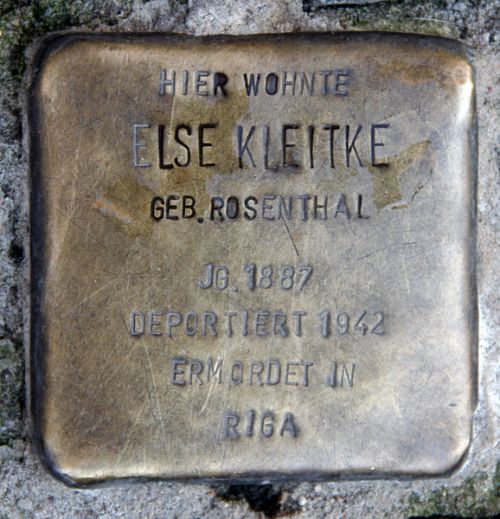 HIER WOHNTE
ELSE KLEITKE
GEB. ROSENTHAL
JG. 1887
DEPORTIERT 1942
ERMORDET IN
RIGA